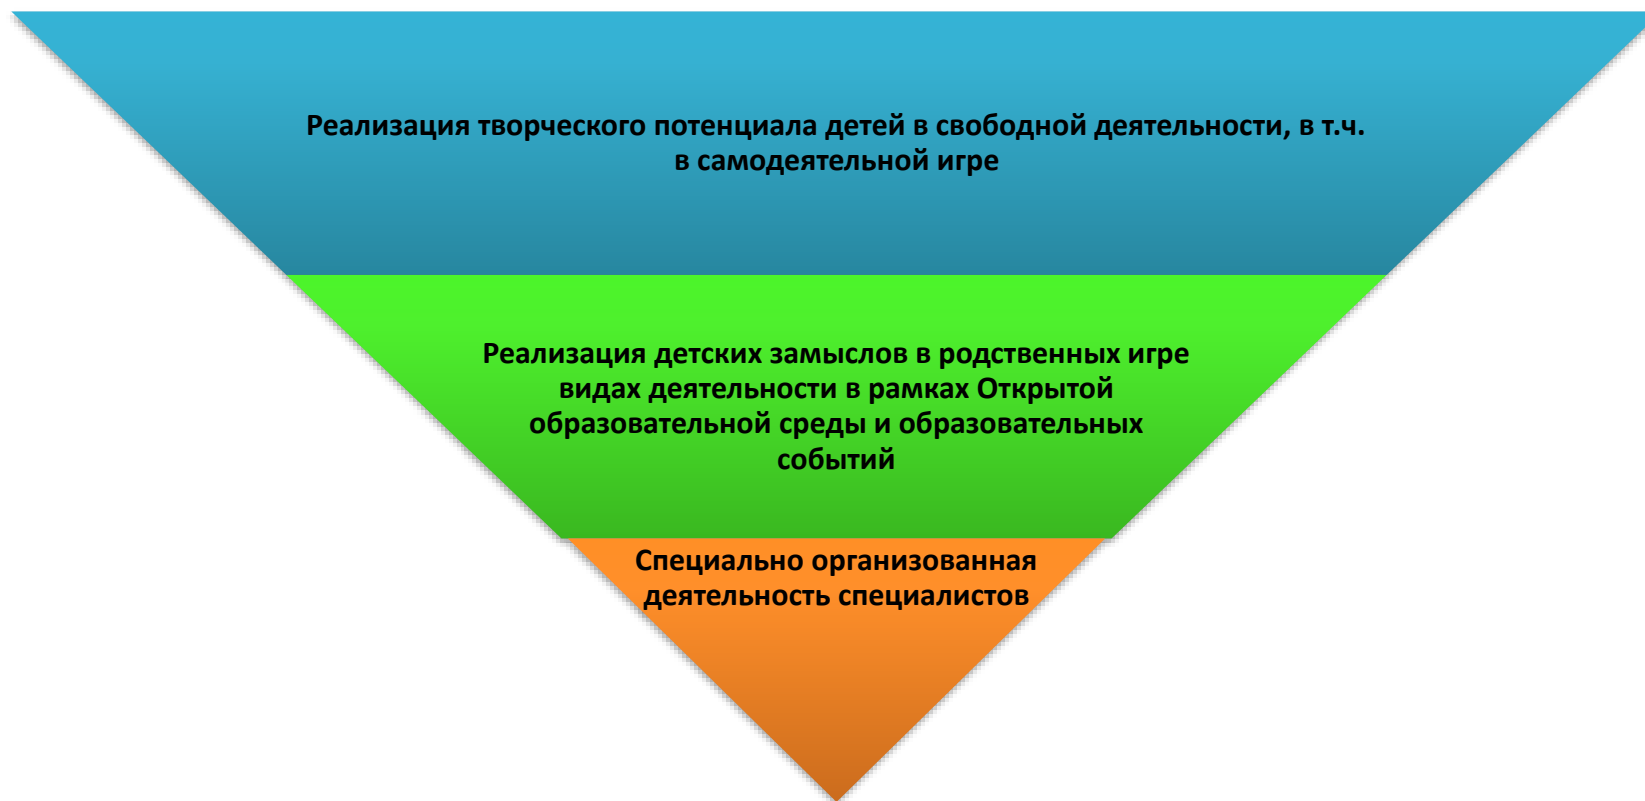 Реализация творческого потенциала детей в свободной деятельности, в т.ч.
в самодеятельной игре
Реализация детских замыслов в родственных игре
видах деятельности в рамках Открытой
образовательной среды и образовательных
событий
Специально организованная
деятельность специалистов